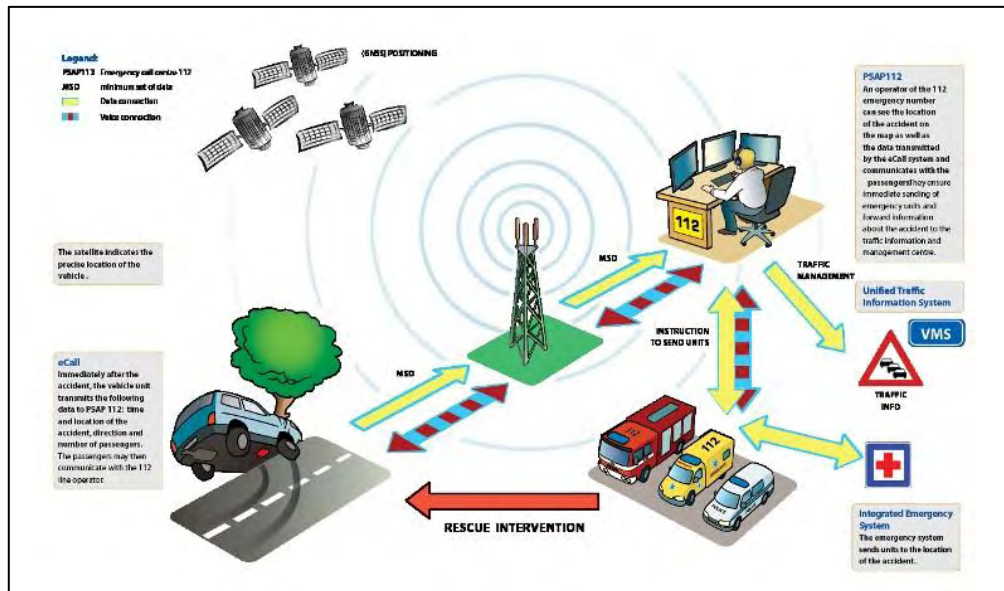 Legend:
PSAP112 Emergency call centre 112
MSD minimum set of data
Data connection
Voice connection
(GNSS) POSITIONING
The satellite indicates the
precise location of the
vehicle .
eCall
Immediately after the
accident, the vehicle unit
transmits the following
data to PSAP 112: time
and location of the
accident, direction and
number of passengers.
The passengers may then
communicate with the 112
line operator.
MSD
MSD
112
PSAP112
An operator of the 112
emergency number
can see the location
of the accident on
the map as well as
the data transmitted
by the eCall system and
communicates with the
passengersThey ensure
immediate sending of
emergency units and
forward information
about the accident to the
traffic information and
management centre.
TRAFFIC
MANAGEMENT
Unified Traffic
Information System
VMS
TRAFFIC
INFO
INSTRUCTION
TO SEND UNITS
112
112
POLICE
RESCUE INTERVENTION
Integrated Emergency
System
The emergency system
sends units to the location
of the accident.